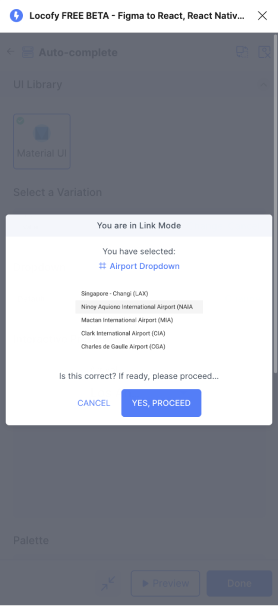 Locofy FREE BETA - Figma to React, React Nativ...
Auto-complete
UI Library
Material UI
Select a Variation
You are in Link Mode
You have selected:
Airport Dropdown
Singapore - Changi (LAX)
Ninoy Aquiono International Airport (NAIA
Mactan International Airport (MIA)
Clark International Airport (CIA)
Charles de Gaulle Airport (CGA)
Is this correct? If ready, please proceed...
CANCEL YES, PROCEED
Palette
Preview Done